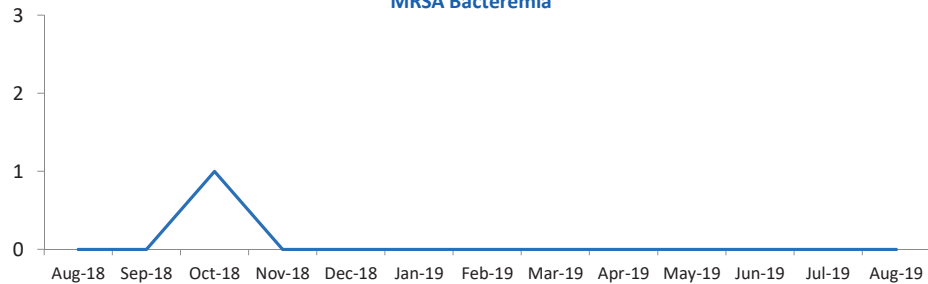 MRSA Bacteremia
3
2
1
0
Aug-18 Sep-18 Oct-18 Nov-18 Dec-18 Jan-19 Feb-19 Mar-19 Apr-19 May-19 Jun-19 Jul-19 Aug-19